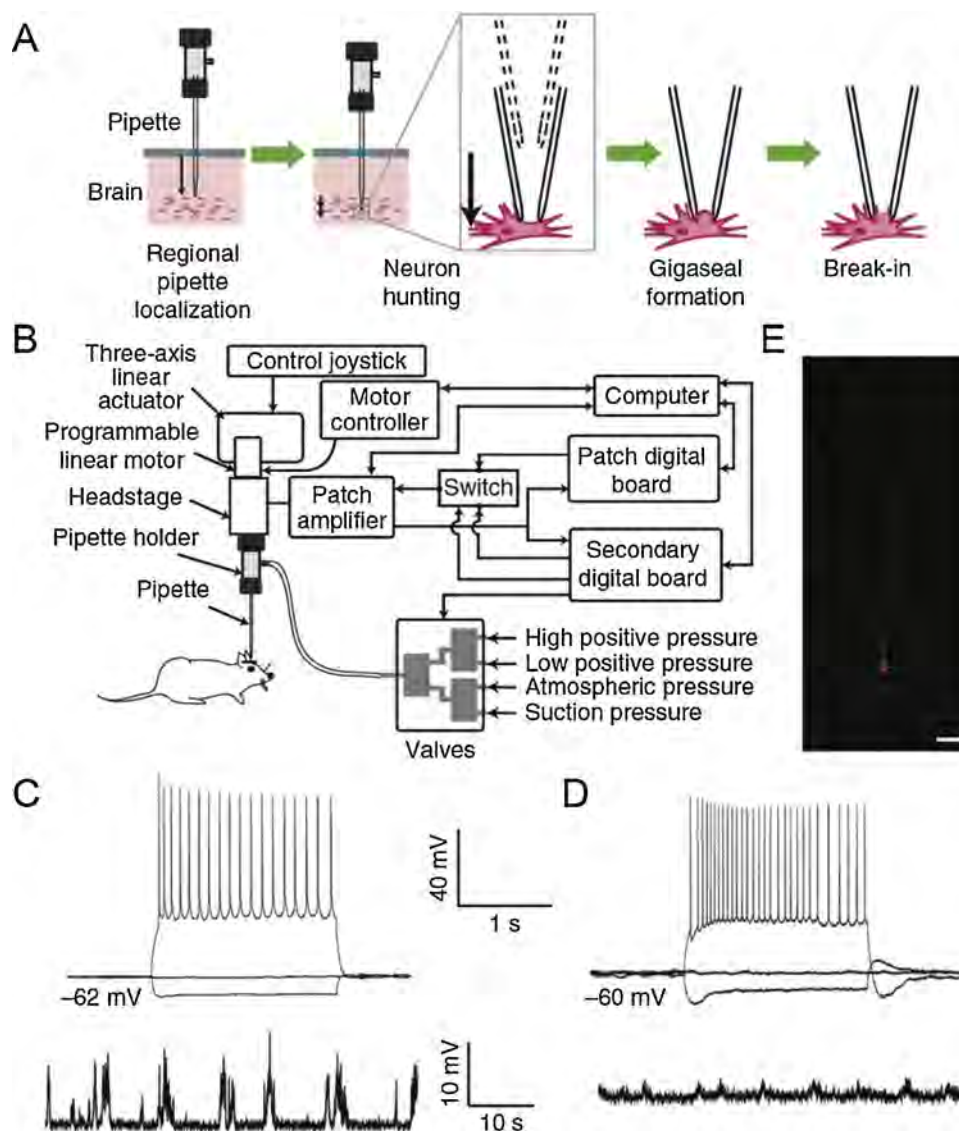 A
Pipette
Brain
Regional
pipette
localization
Neuron
hunting
Gigaseal
formation
Break-in
B
Three-axis
linear
actuator
Programmable
linear motor
Headstage
Pipette holder
Pipette
Control joystick
Motor
controller
Computer
Patch
amplifier
Switch
Patch digital
board
Secondary
digital board
High positive pressure
Low positive pressure
Atmospheric pressure
Suction pressure
Valves
E
C
40 mV
1 s
−62 mV
10 mV
10 s
D
−60 mV